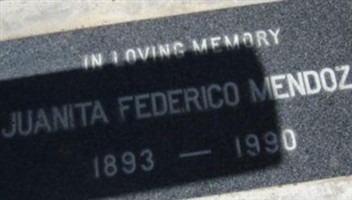 IN LOVING MEMORY
JUANITA FEDERICO MENDOZ
1893 — 1990